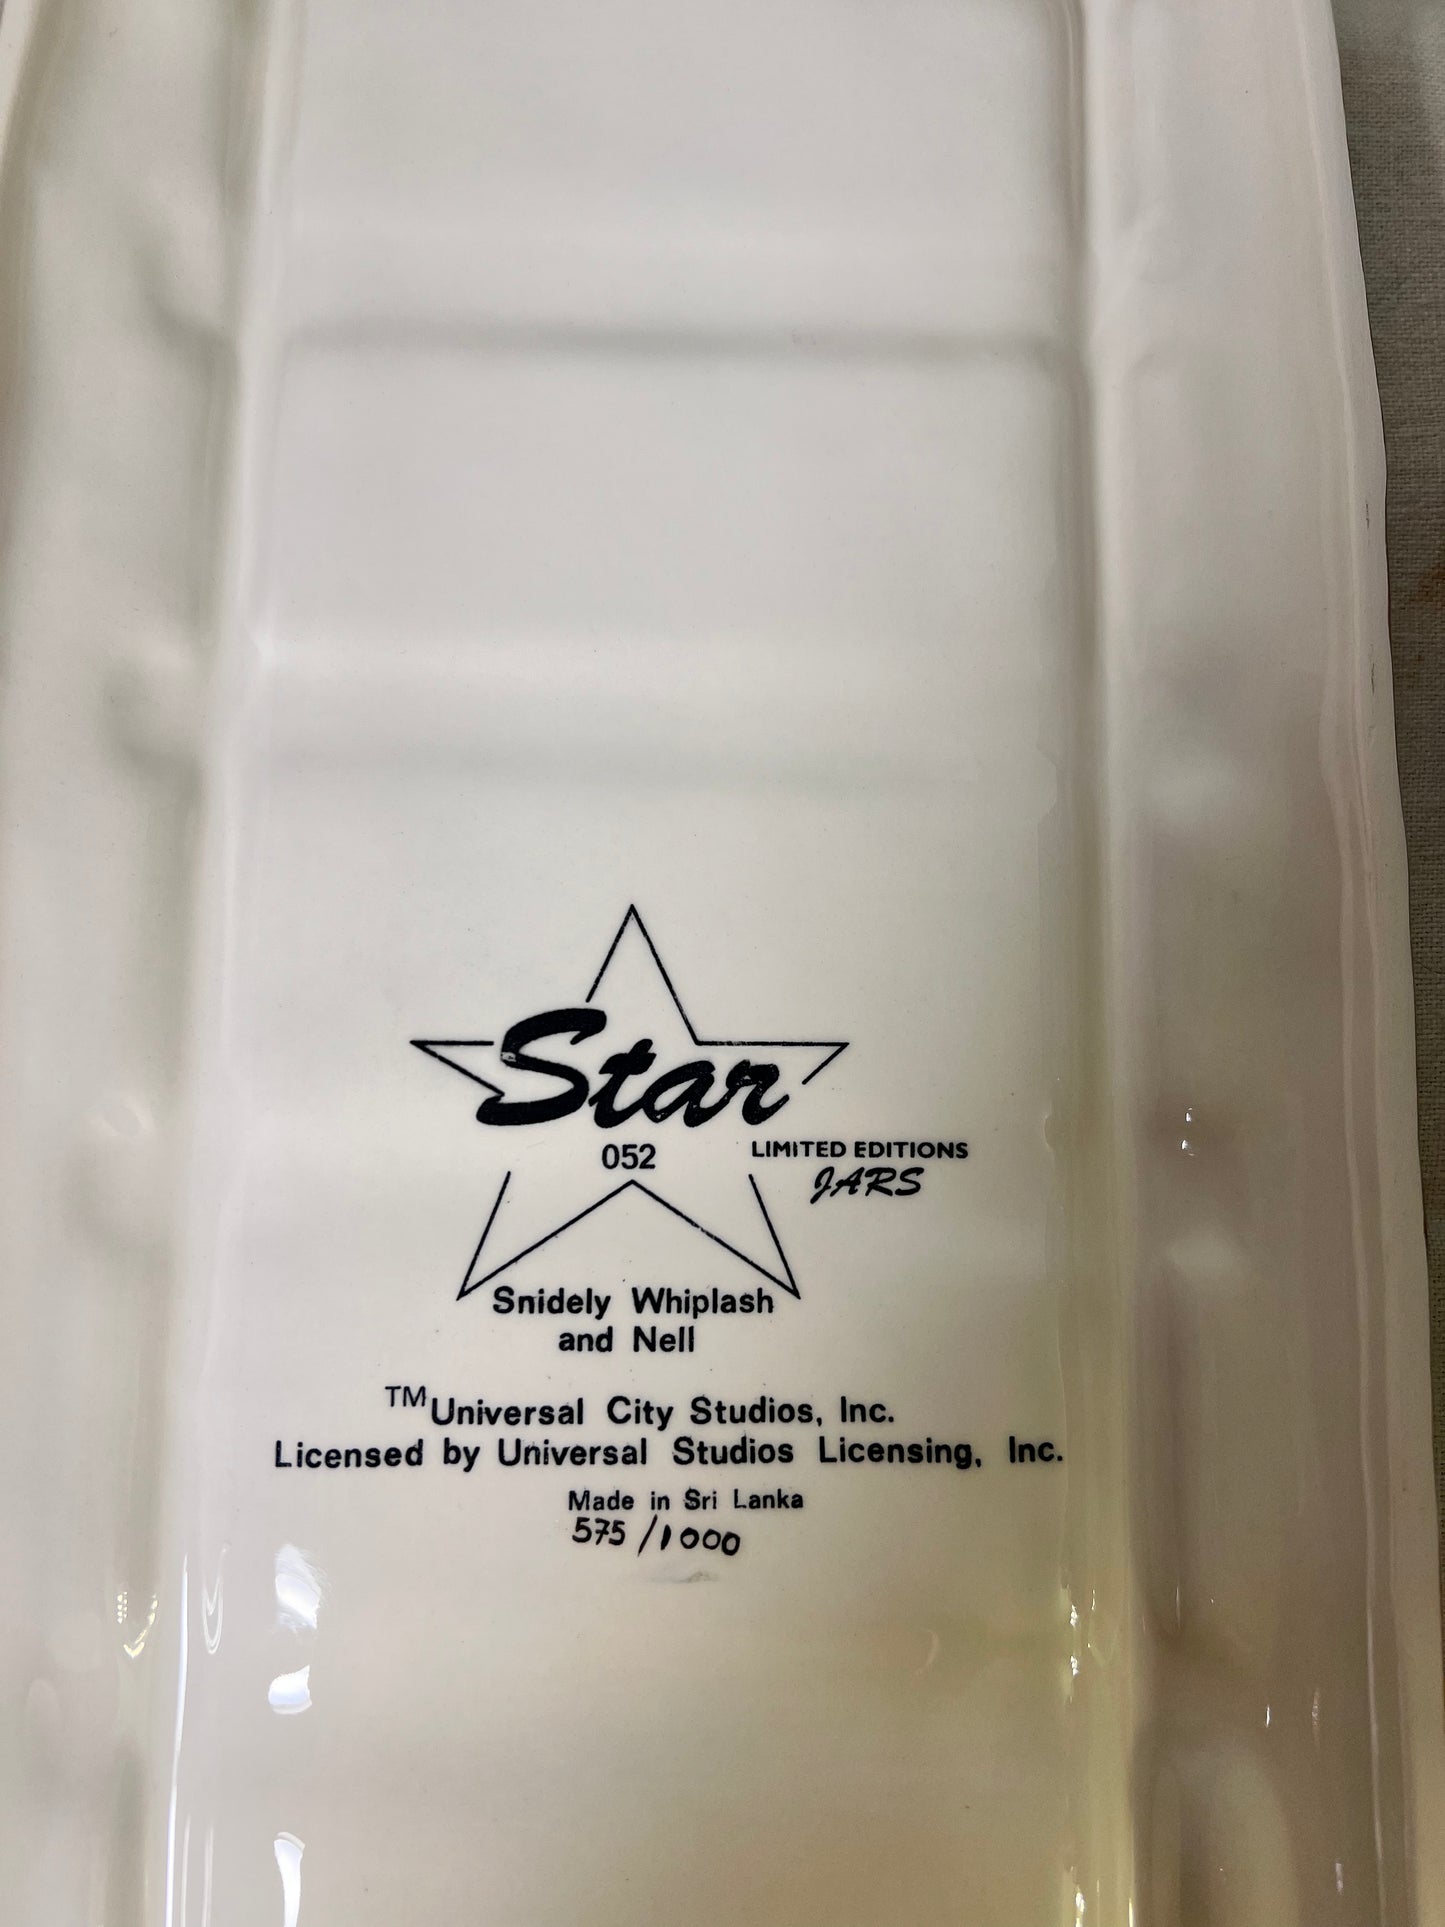 Star
052
LIMITED EDITIONS
JARS
Snidely Whiplash
and Nell
TM Universal City Studios, Inc.
Licensed by Universal Studios Licensing, Inc.
Made in Sri Lanka
575/1000